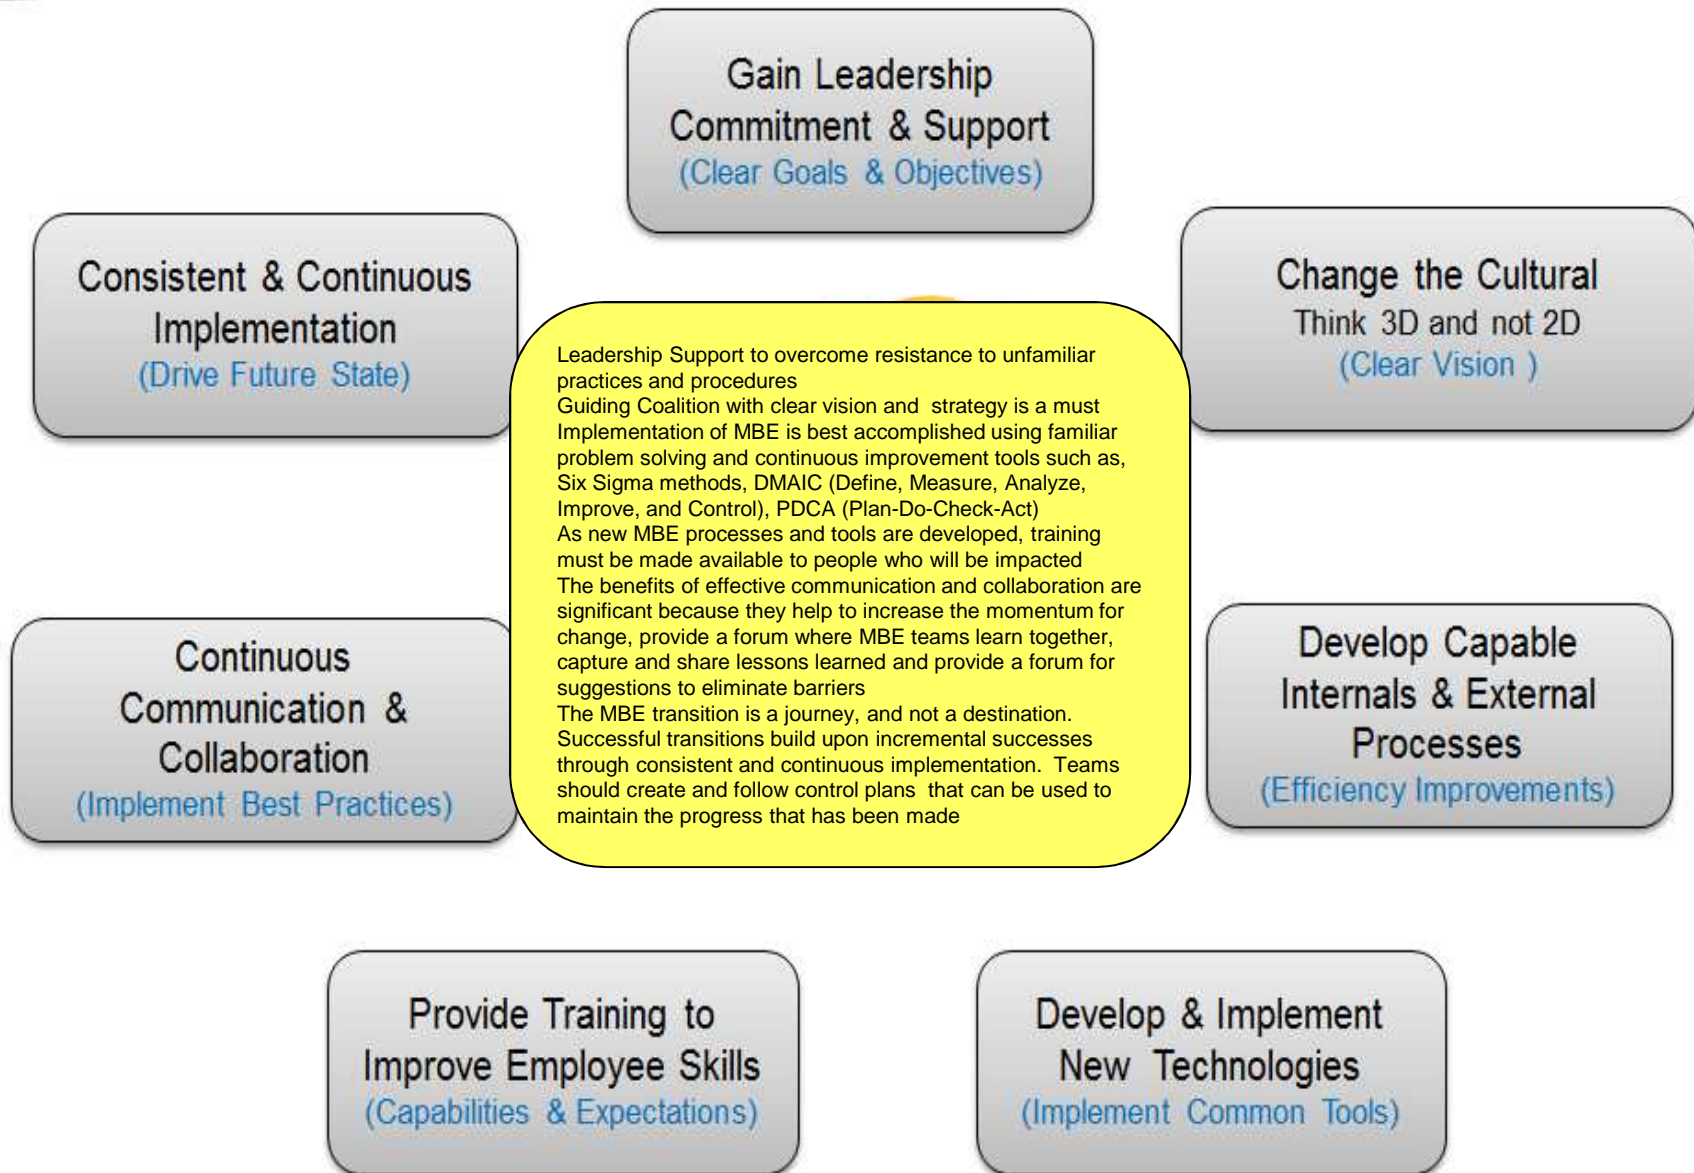 Gain Leadership
Commitment & Support
(Clear Goals & Objectives)
Consistent & Continuous
Implementation
(Drive Future State)
Change the Cultural
Think 3D and not 2D
(Clear Vision )
Leadership Support to overcome resistance to unfamiliar
practices and procedures
Guiding Coalition with clear vision and strategy is a must
Implementation of MBE is best accomplished using familiar
problem solving and continuous improvement tools such as,
Six Sigma methods, DMAIC (Define, Measure, Analyze,
Improve, and Control), PDCA (Plan-Do-Check-Act)
As new MBE processes and tools are developed, training
must be made available to people who will be impacted
The benefits of effective communication and collaboration are
significant because they help to increase the momentum for
change, provide a forum where MBE teams learn together,
capture and share lessons learned and provide a forum for
suggestions to eliminate barriers
The MBE transition is a journey, and not a destination.
Successful transitions build upon incremental successes
through consistent and continuous implementation. Teams
should create and follow control plans that can be used to
maintain the progress that has been made
Continuous
Communication &
Collaboration
(Implement Best Practices)
Develop Capable
Internals & External
Processes
(Efficiency Improvements)
Provide Training to
Improve Employee Skills
(Capabilities & Expectations)
Develop & Implement
New Technologies
(Implement Common Tools)